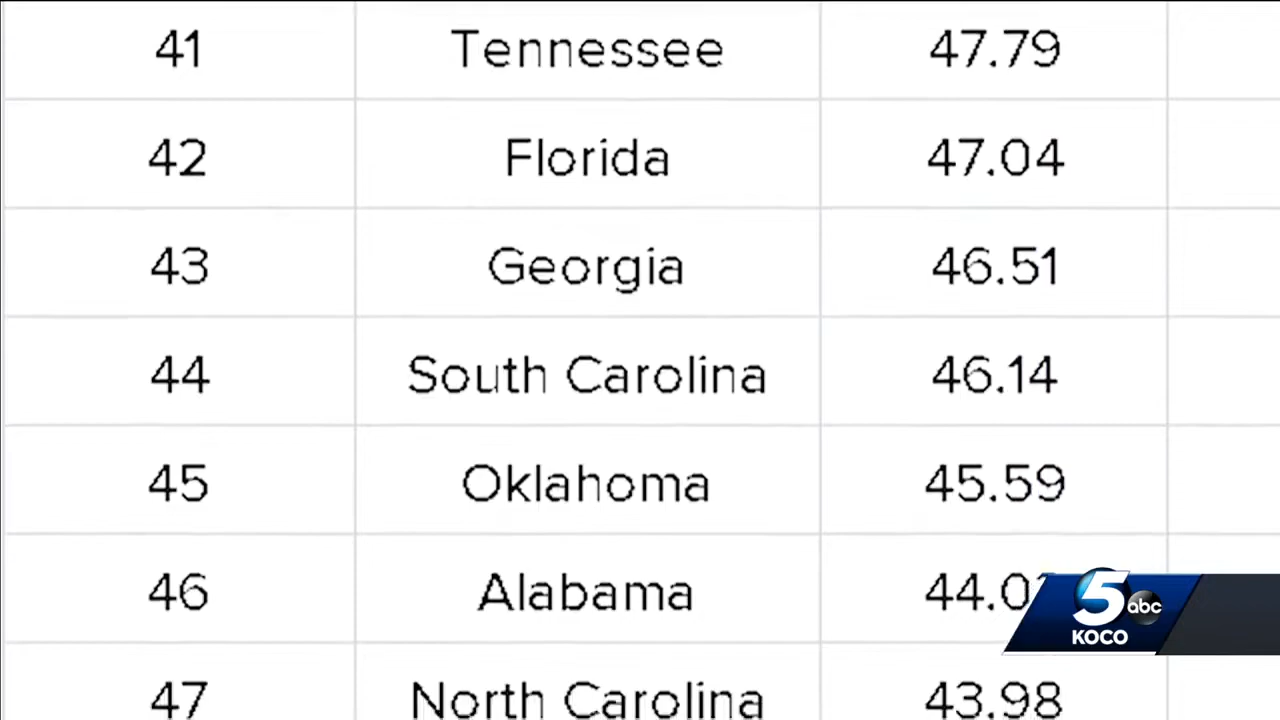 41 Tennessee 47.79
42 Florida 47.04
43 Georgia 46.51
44 South Carolina 46.14
45 Oklahoma 45.59
46 Alabama
47 North Carolina 43.98
5 abc
KOCO